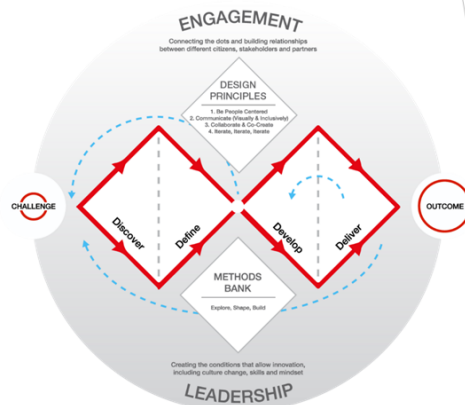 ENGAGEMENT
Connecting the dots and building relationships
between different citizens, stakeholders and partners
DESIGN
PRINCIPLES
1. Be People Centered
2. Communicate (Visually & Inclusively)
3. Collaborate & Co-Create
4. Iterate, Iterate, Iterate
CHALLENGE
OUTCOME
Discover
Define
Develop
Deliver
METHODS
BANK
Explore, Shape, Build
Creating the conditions that allow innovation,
including culture change, skills and mindset
LEADERSHIP